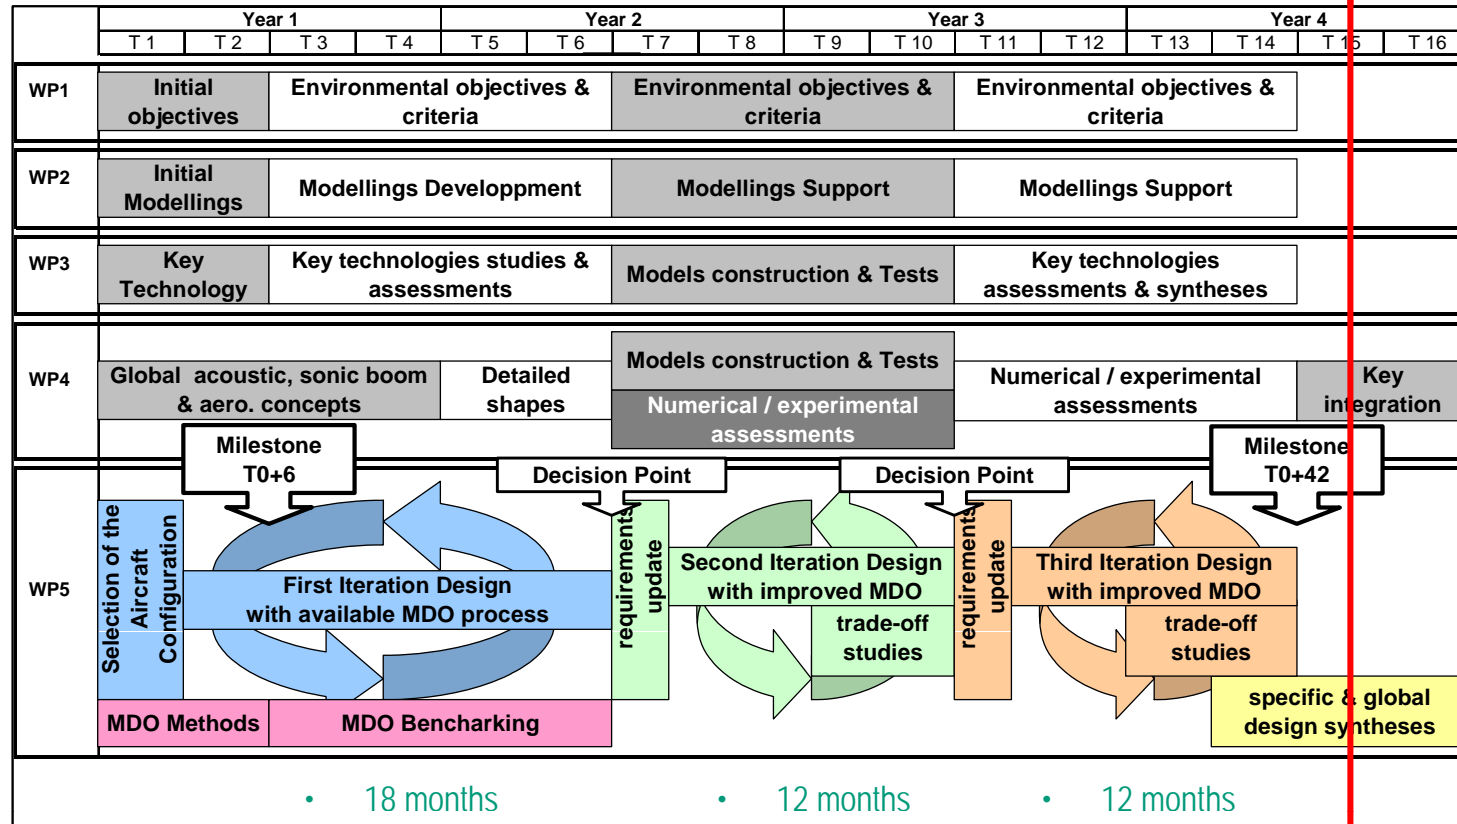 Year 1 Year 2 Year 3 Year 4
T 1 T 2 T 3 T 4 T 5 T 6 T 7 T 8 T 9 T 10 T 11 T 12 T 13 T 14 T 15 T 16
WP1
Initial
objectives
Environmental objectives &
criteria
Environmental objectives &
criteria
Environmental objectives &
criteria
WP2
Initial
Modellings
Modellings Developpment
Modellings Support
Modellings Support
WP3
Key
Technology
Key technologies studies &
assessments
Models construction & Tests
Key technologies
assessments & syntheses
WP4
Global acoustic, sonic boom
& aero. concepts
Detailed
shapes
Models construction & Tests
Numerical / experimental
assessments
Numerical / experimental
assessments
Key
integration
Milestone
T0+6
Decision Point
Decision Point
Milestone
T0+42
WP5
Selection of the
Aircraft
Configuration
First Iteration Design
with available MDO process
requirements
update
Second Iteration Design
with improved MDO
trade-off
studies
requirements
update
Third Iteration Design
with improved MDO
trade-off
studies
MDO Methods
MDO Bencharking
specific & global
design syntheses
• 18 months
• 12 months
• 12 months